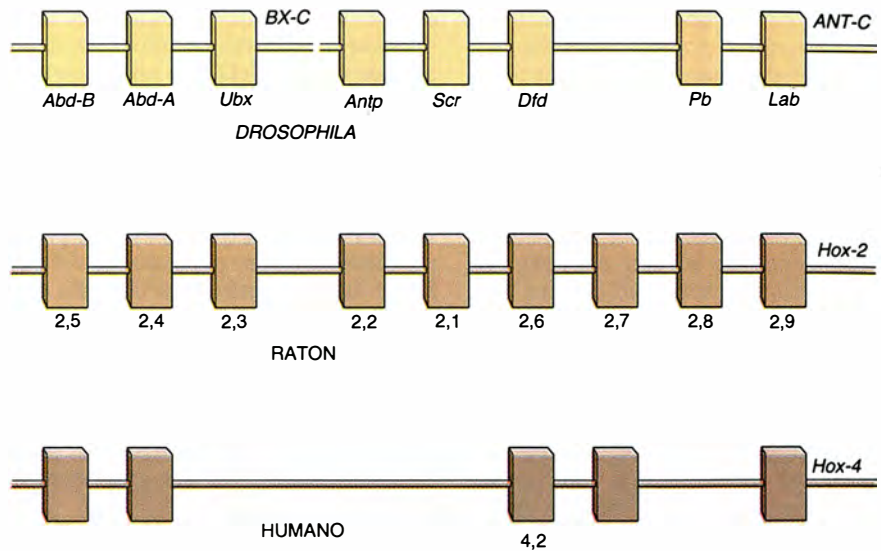 BX-C ANT-C
Abd-B Abd-A Ubx Antp Scr Dfd Pb Lab
DROSOPHILA
Hox-2
2,5 2,4 2,3 2,2 2,1 2,6 2,7 2,8 2,9
RATON
Hox-4
HUMANO
4,2